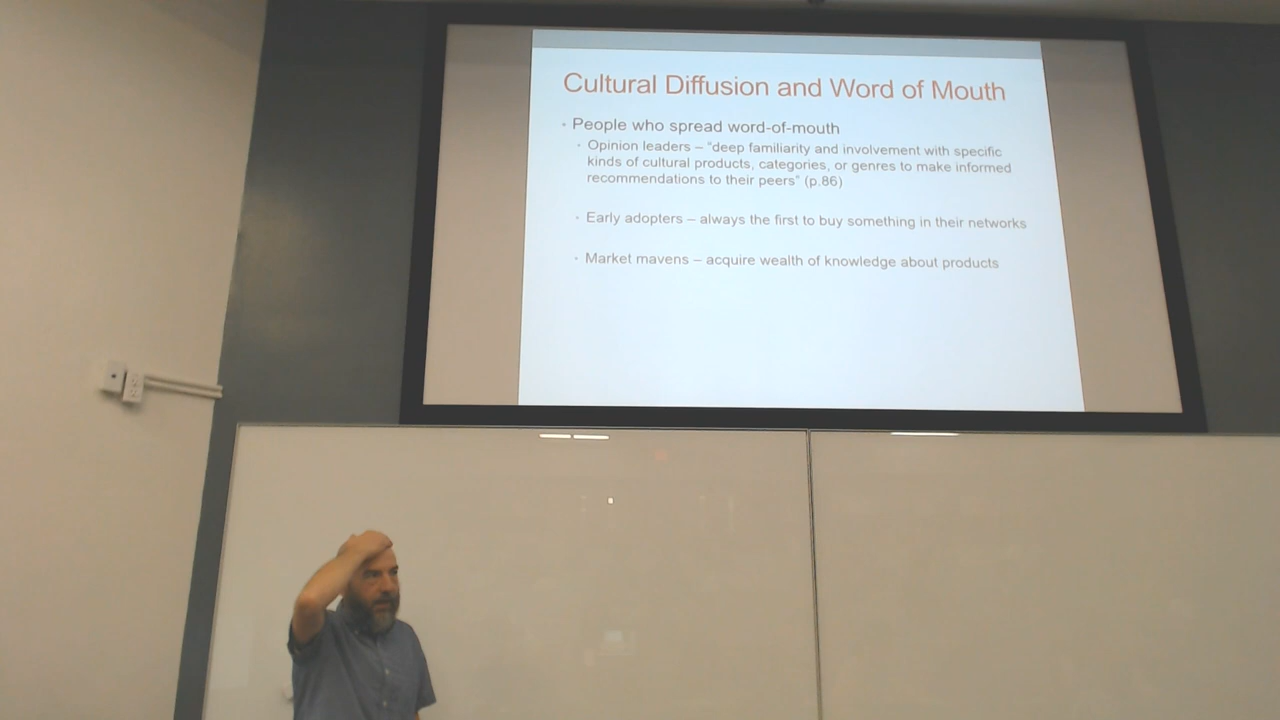 Cultural Diffusion and Word of Mouth
• People who spread word-of-mouth
• Opinion leaders – "deep familiarity and involvement with specific
kinds of cultural products, categories, or genres to make informed
recommendations to their peers" (p.86)
• Early adopters – always the first to buy something in their networks
• Market mavens – acquire wealth of knowledge about products